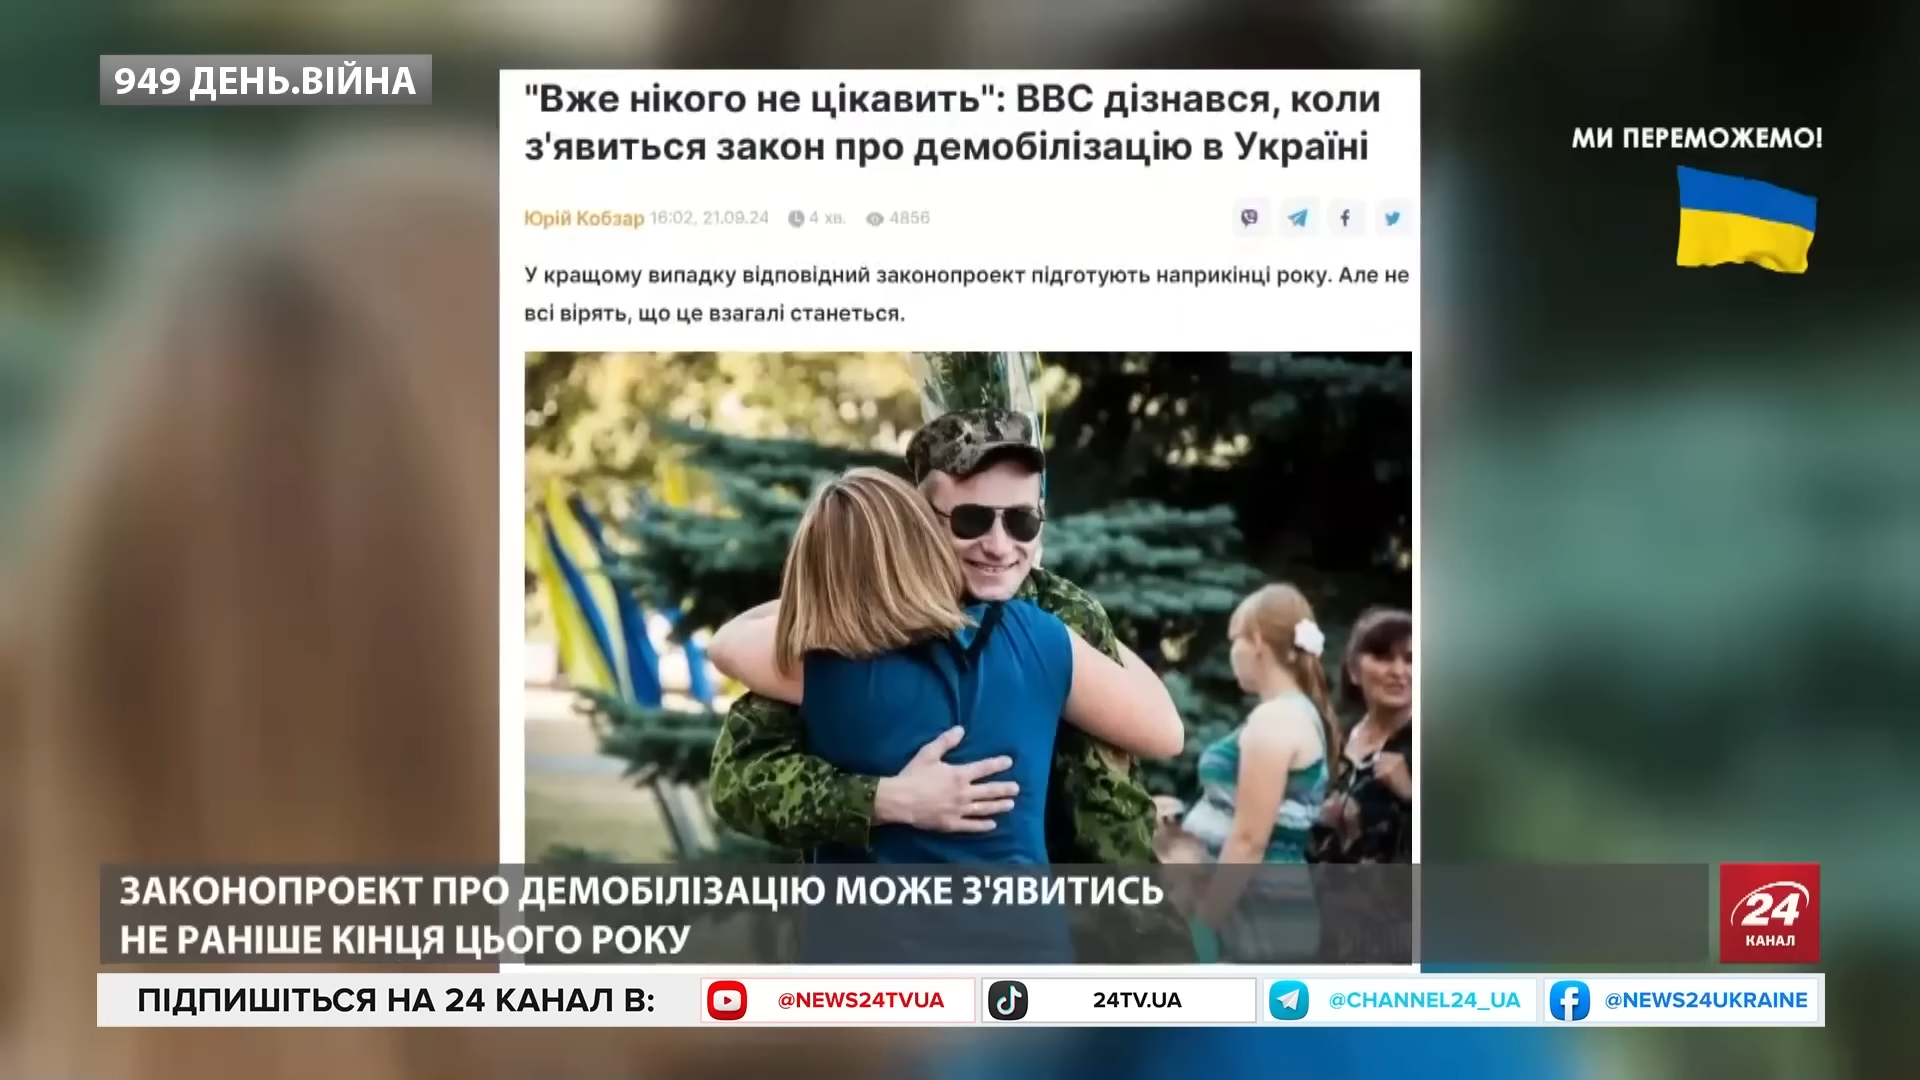 949 ДЕНЬ.ВІЙНА
"Вже нікого не цікавить": BBC дізнався, коли
з'явиться закон про демобілізацію в Україні
МИ ПЕРЕМОЖЕМО!
Юрій Кобзар 16:02, 21.09.24 4 хв. 4856
У кращому випадку відповідний законопроект підготують наприкінці року. Але не
всі вірять, що це взагалі станеться.
ЗАКОНОПРОЕКТ ПРО ДЕМОБІЛІЗАЦІЮ МОЖЕ З'ЯВИТИСЬ
НЕ РАНІШЕ КІНЦЯ ЦЬОГО РОКУ
24
КАНАЛ
ПІДПИШІТЬСЯ НА 24 КАНАЛ В: @NEWS24TVUA 24TV.UA @CHANNEL24_UA @NEWS24UKRAINE